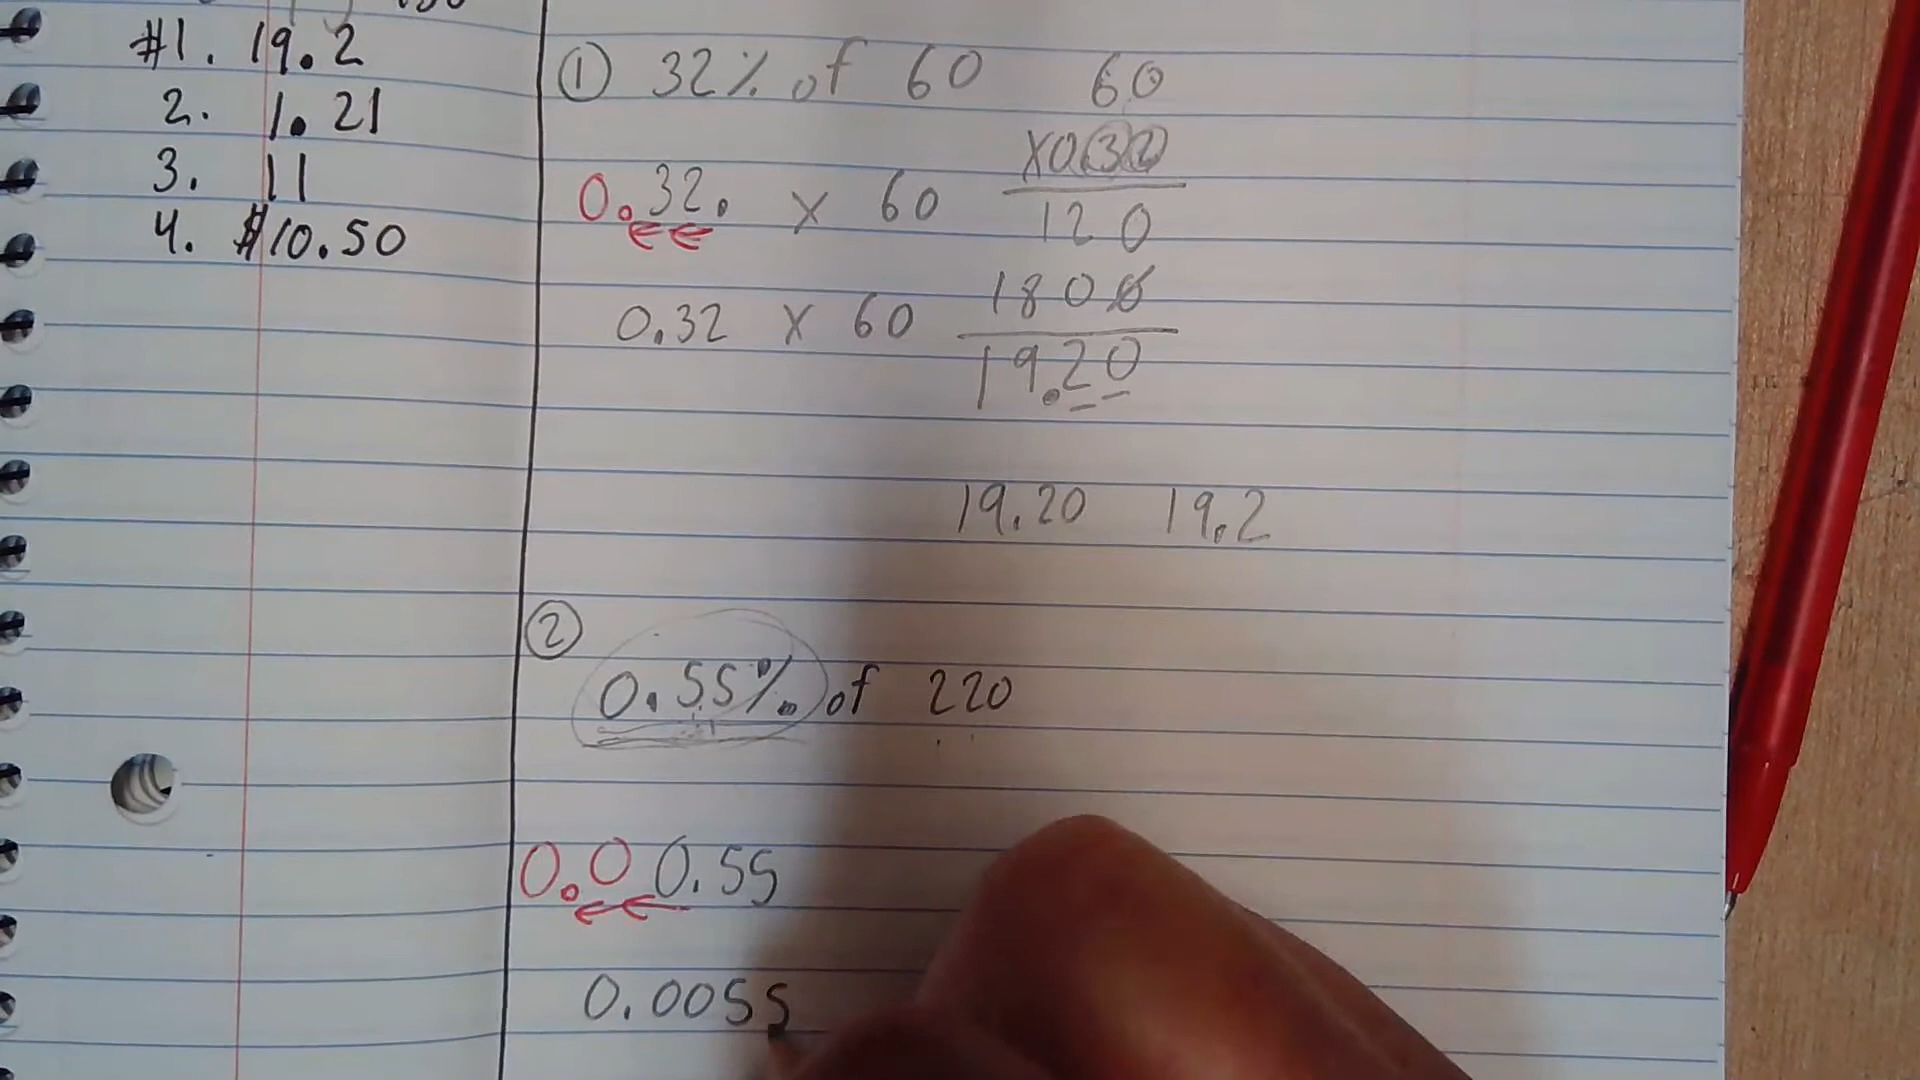 #1. 19.2
2. 1.21
3. 11
4. $10.50
① 32% of 60
0.32. x 60
0.32 x 60
60
x0.32
120
1800
19.20
19.20 19.2
②
0.55% of 220
0.00.55
0.0055